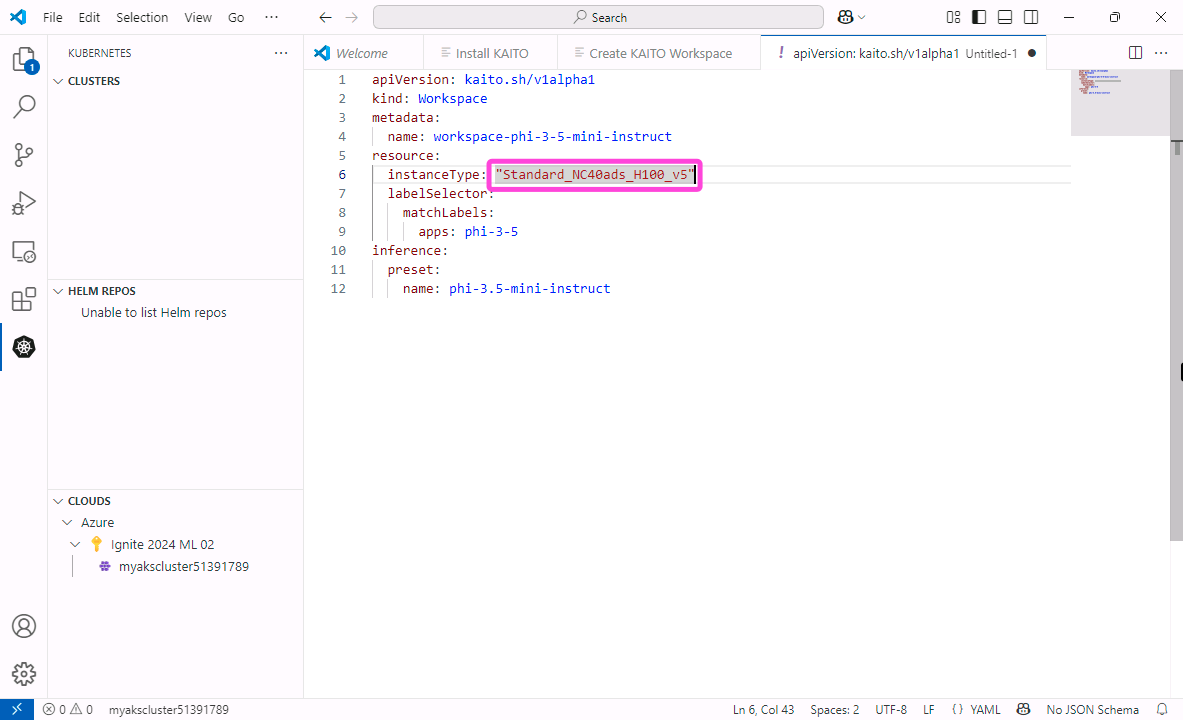 File Edit Selection View Go ··· Search
KUBERNETES ···
Welcome Install KAITO Create KAITO Workspace ! apiVersion: kaito.sh/v1alpha1 Untitled-1 ● ···
1
CLUSTERS
HELM REPOS
Unable to list Helm repos
CLOUDS
Azure
Ignite 2024 ML 02
myakscluster51391789
1 apiVersion: kaito.sh/v1alpha1
2 kind: Workspace
3 metadata:
4 name: workspace-phi-3-5-mini-instruct
5 resource:
6 instanceType: "Standard_NC40ads_H100_v5"
7 labelSelector:
8 matchLabels:
9 apps: phi-3-5
10 inference:
11 preset:
12 name: phi-3.5-mini-instruct
0 0 myakscluster51391789 Ln 6, Col 43 Spaces: 2 UTF-8 LF {} YAML No JSON Schema